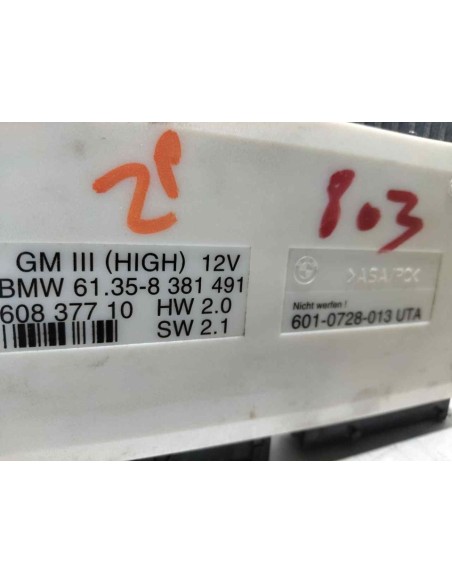 2P
803
GM III (HIGH) 12V
BMW 61.35-8 381 491
608 377 10 HW 2.0
SW 2.1
>ASA/PC<
Nicht werfen !
601-0728-013 UTA